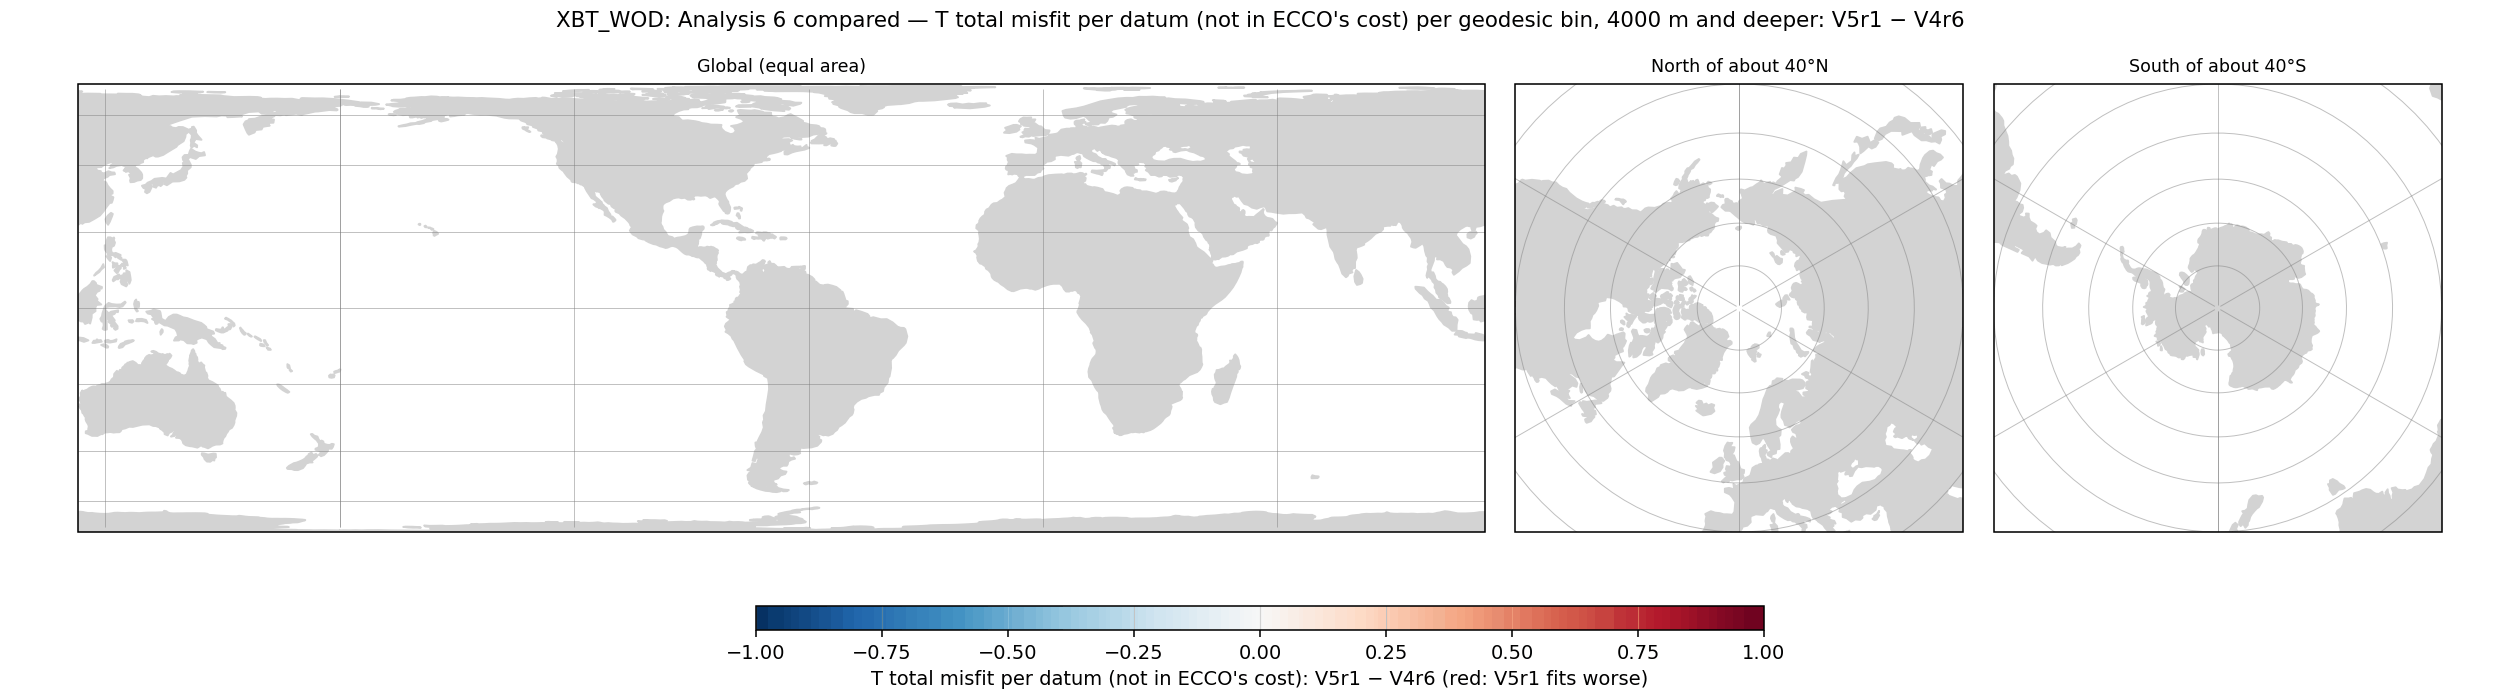 XBT_WOD: Analysis 6 compared — T total misfit per datum (not in ECCO's cost) per geodesic bin, 4000 m and deeper: V5r1 − V4r6
Global (equal area)
North of about 40°N
South of about 40°S
−1.00
−0.75
−0.50
−0.25
0.00
0.25
0.50
0.75
1.00
T total misfit per datum (not in ECCO's cost): V5r1 − V4r6 (red: V5r1 fits worse)